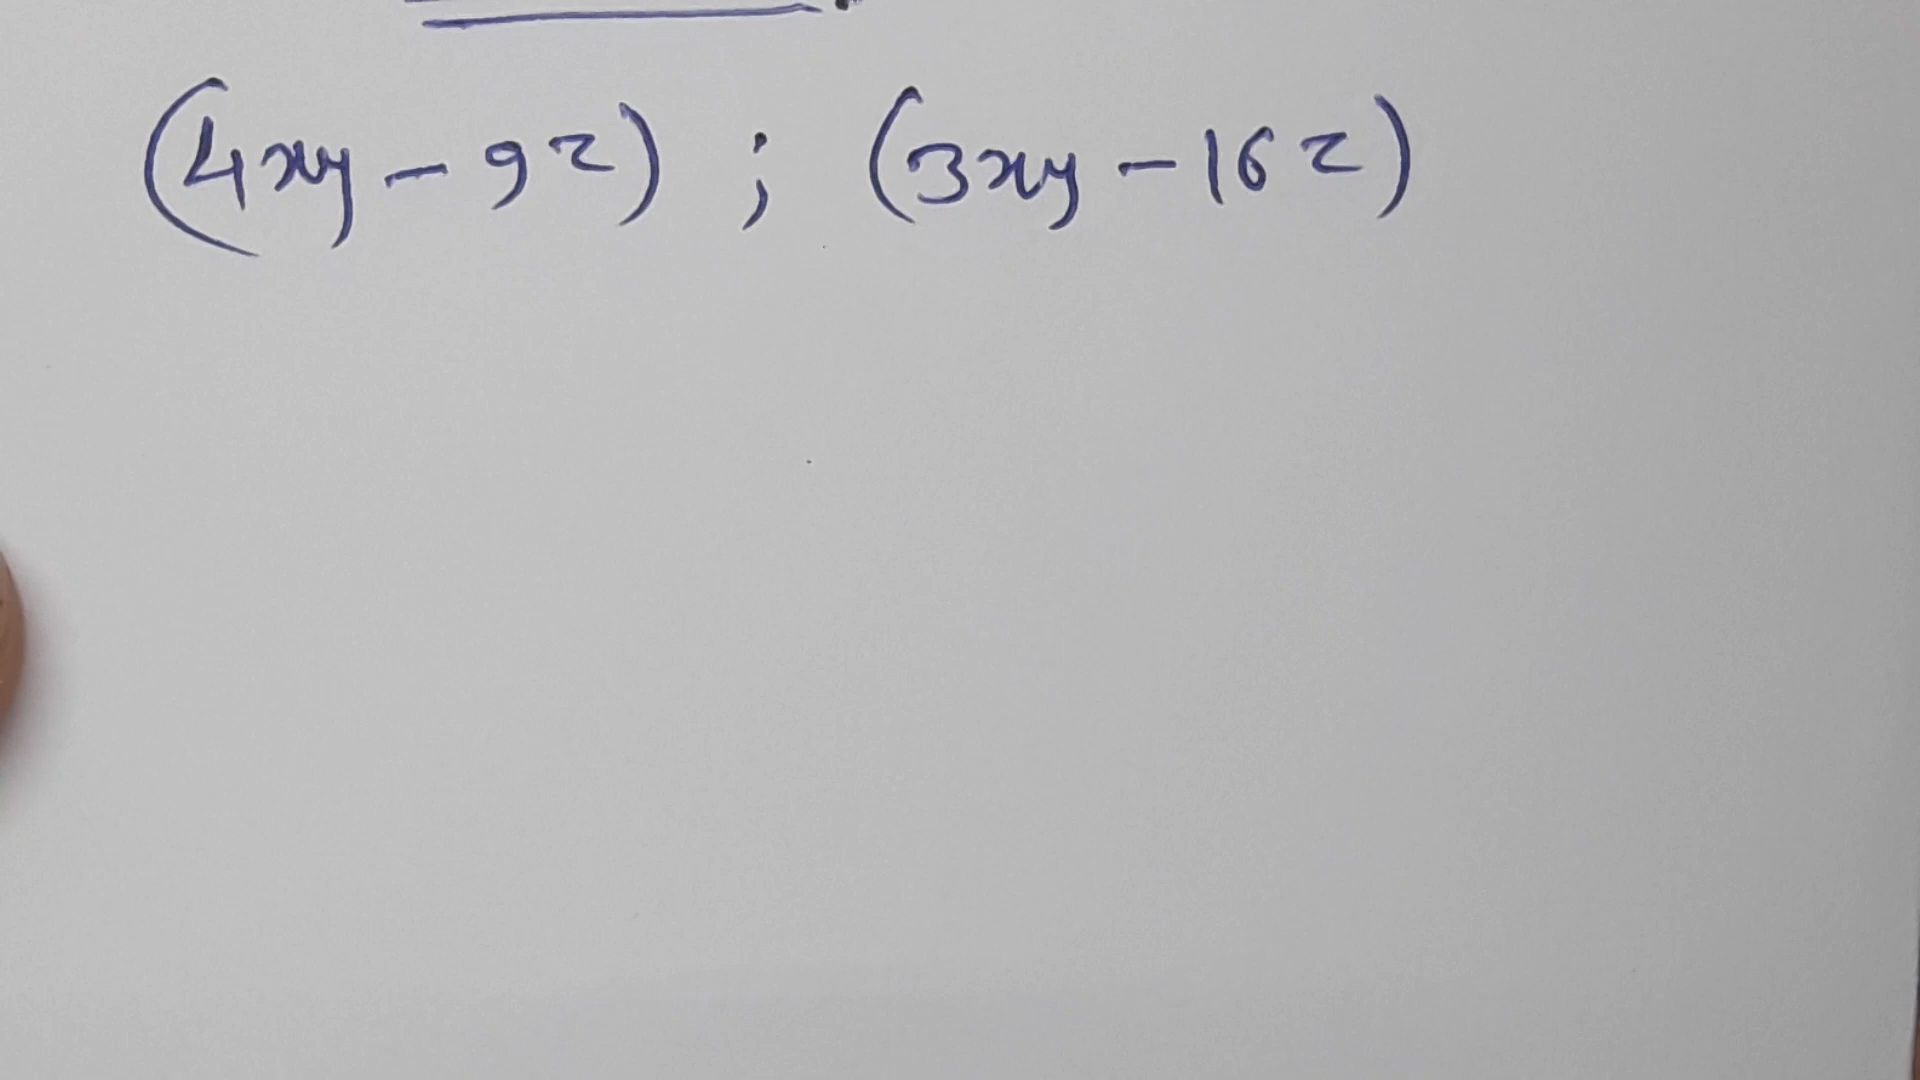 (4xy - 9z) ; (3xy - 16z)